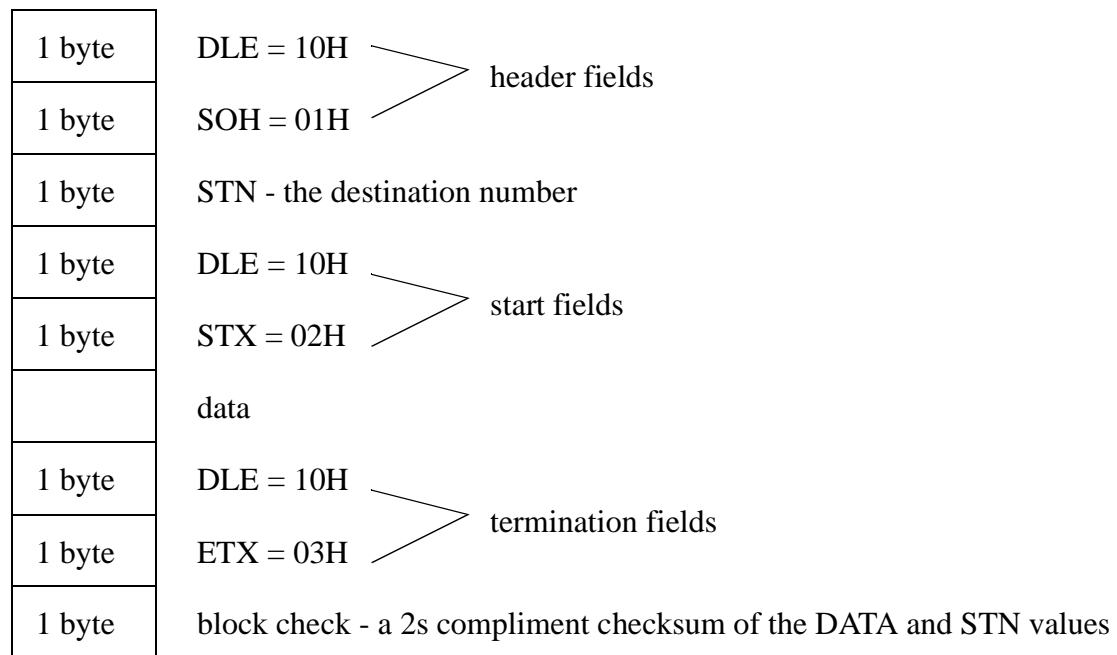 1 byte DLE = 10H
header fields
1 byte SOH = 01H
1 byte STN - the destination number
1 byte DLE = 10H
start fields
1 byte STX = 02H
data
1 byte DLE = 10H
termination fields
1 byte ETX = 03H
1 byte block check - a 2s compliment checksum of the DATA and STN values